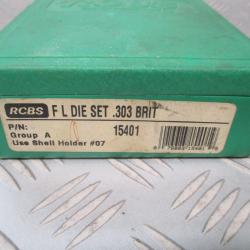 RCBS F L DIE SET .303 BRIT
P/N: 15401
Group A
Use Shell Holder #07